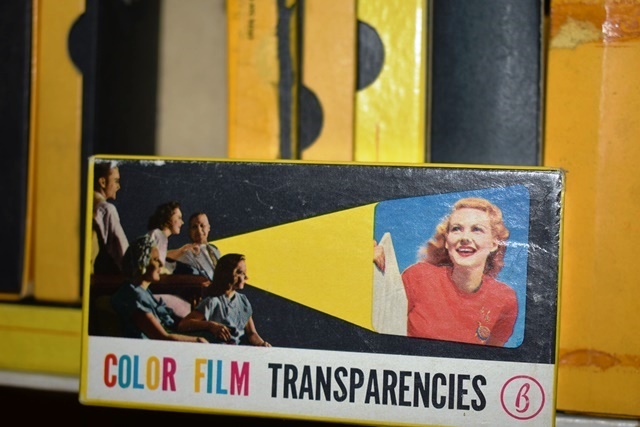 COLOR FILM TRANSPARENCIES B